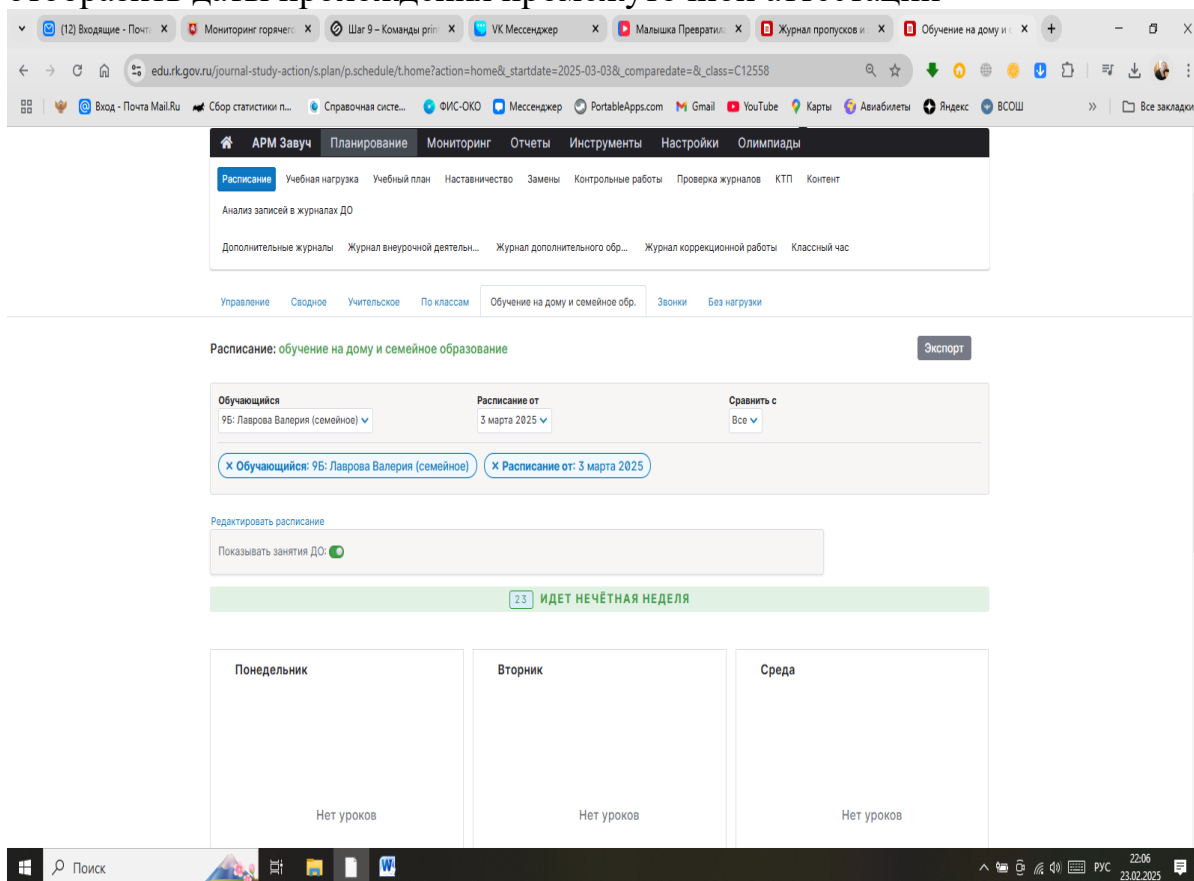 отобразить даты прохождения промежуточной аттестации
(12) Входящие - Почта Мониторинг горячего Шаг 9 – Команды prin VK Мессенджер Малышка Превратила Журнал пропусков и Обучение на дому и с
edu.rk.gov.ru/journal-study-action/s.plan/p.schedule/t.home?action=home&_startdate=2025-03-03&_comparedate=&_class=C12558
Вход - Почта Mail.Ru Сбор статистики п... Справочная систе... ФИС-ОКО Мессенджер PortableApps.com Gmail YouTube Карты Авиабилеты Яндекс ВСОШ » Все закладки
АРМ Завуч Планирование Мониторинг Отчеты Инструменты Настройки Олимпиады
Расписание Учебная нагрузка Учебный план Наставничество Замены Контрольные работы Проверка журналов КТП Контент
Анализ записей в журналах ДО
Дополнительные журналы Журнал внеурочной деятельн... Журнал дополнительного обр... Журнал коррекционной работы Классный час
Управление Сводное Учительское По классам Обучение на дому и семейное обр. Звонки Без нагрузки
Расписание: обучение на дому и семейное образование Экспорт
Обучающийся Расписание от Сравнить с
9Б: Лаврова Валерия (семейное) 3 марта 2025 Все
× Обучающийся: 9Б: Лаврова Валерия (семейное) × Расписание от: 3 марта 2025
Редактировать расписание
Показывать занятия ДО:
23 ИДЕТ НЕЧЁТНАЯ НЕДЕЛЯ
Понедельник Вторник Среда
Нет уроков Нет уроков Нет уроков
Поиск РУС 22:06
23.02.2025